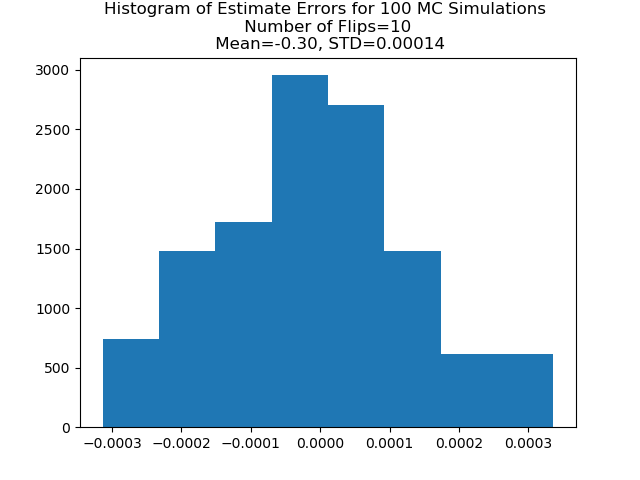 Histogram of Estimate Errors for 100 MC Simulations
Number of Flips=10
Mean=-0.30, STD=0.00014
3000
2500
2000
1500
1000
500
0
−0.0003 −0.0002 −0.0001 0.0000 0.0001 0.0002 0.0003